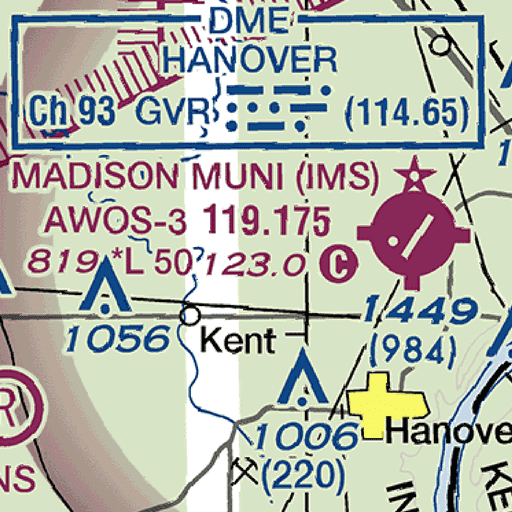 DME
HANOVER
Ch 93 GVR (114.65)
MADISON MUNI (IMS)
AWOS-3 119.175
819 *L 50 123.0 C
1449
(984)
1056
Kent
R
1006
(220)
Hanove
NS
IN
KE
1